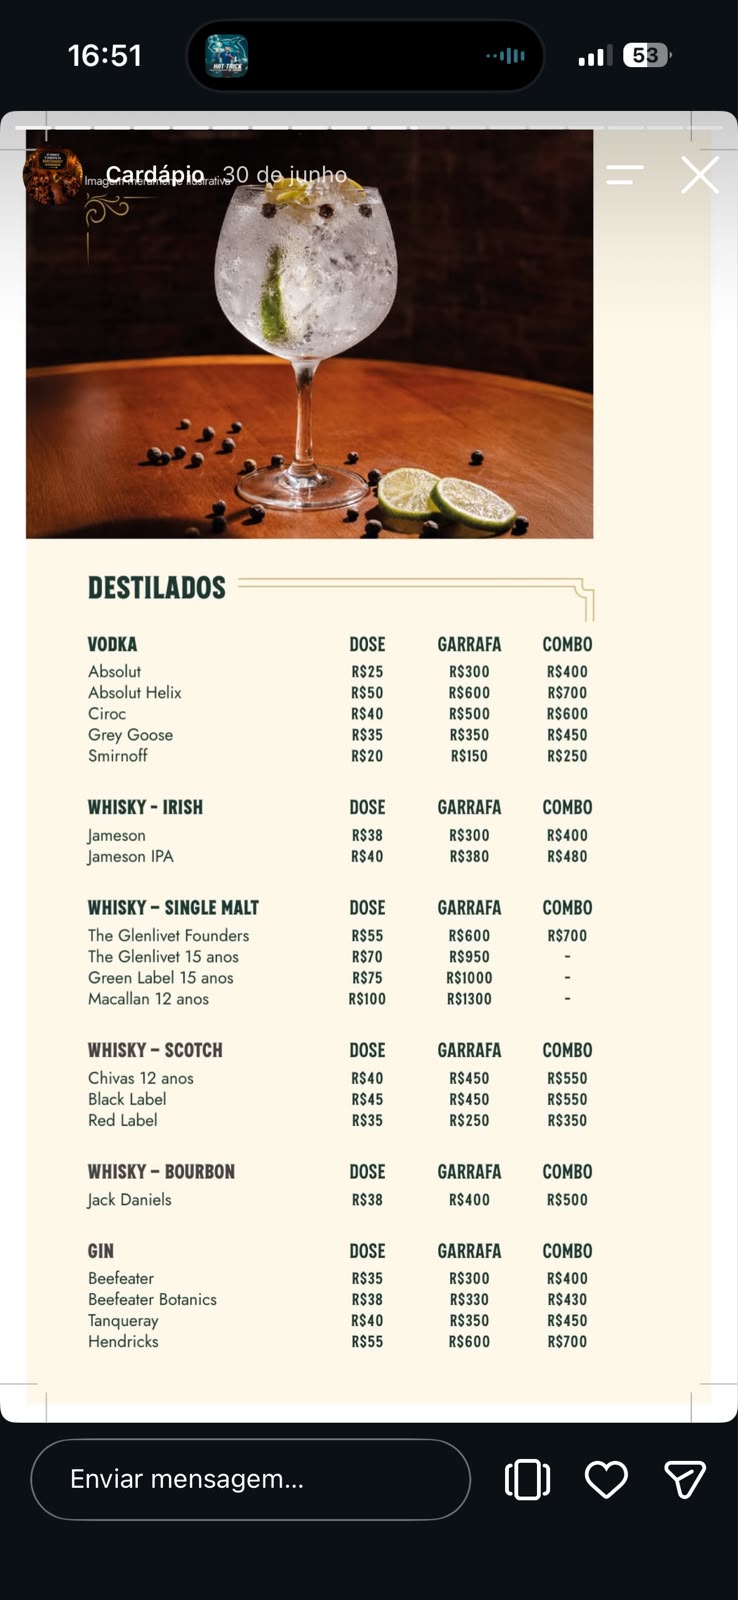 16:51
HAT-TRICK
53
Cardápio 30 de junho
Imagem meramente ilustrativa
DESTILADOS
VODKA DOSE GARRAFA COMBO
Absolut R$25 R$300 R$400
Absolut Helix R$50 R$600 R$700
Ciroc R$40 R$500 R$600
Grey Goose R$35 R$350 R$450
Smirnoff R$20 R$150 R$250
WHISKY - IRISH DOSE GARRAFA COMBO
Jameson R$38 R$300 R$400
Jameson IPA R$40 R$380 R$480
WHISKY – SINGLE MALT DOSE GARRAFA COMBO
The Glenlivet Founders R$55 R$600 R$700
The Glenlivet 15 anos R$70 R$950 -
Green Label 15 anos R$75 R$1000 -
Macallan 12 anos R$100 R$1300 -
WHISKY – SCOTCH DOSE GARRAFA COMBO
Chivas 12 anos R$40 R$450 R$550
Black Label R$45 R$450 R$550
Red Label R$35 R$250 R$350
WHISKY – BOURBON DOSE GARRAFA COMBO
Jack Daniels R$38 R$400 R$500
GIN DOSE GARRAFA COMBO
Beefeater R$35 R$300 R$400
Beefeater Botanics R$38 R$330 R$430
Tanqueray R$40 R$350 R$450
Hendricks R$55 R$600 R$700
Enviar mensagem...